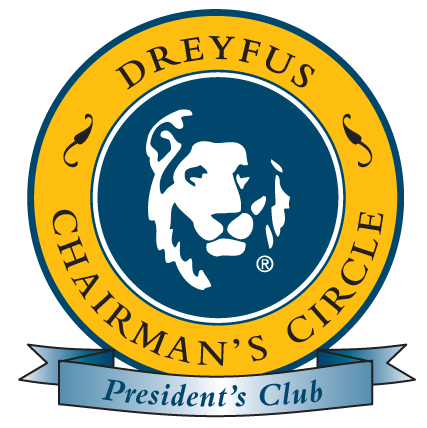 DREYFUS
CHAIRMAN'S CIRCLE
®
President's Club